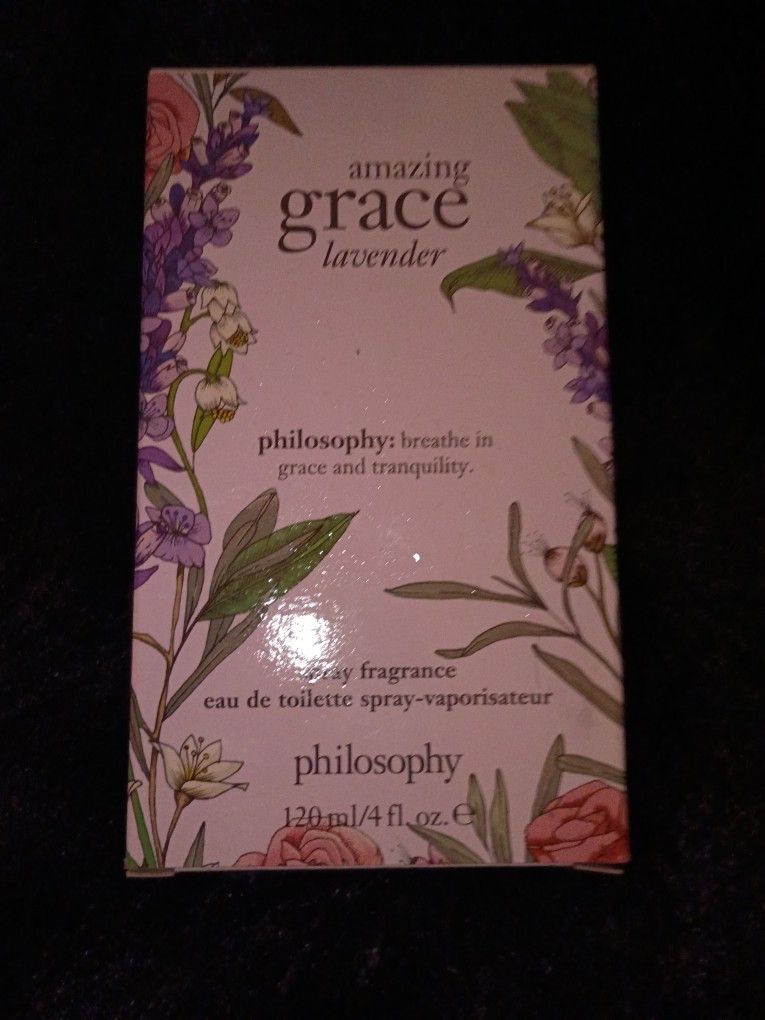 amazing
grace
lavender
philosophy: breathe in
grace and tranquility.
spray fragrance
eau de toilette spray-vaporisateur
philosophy
120 ml/4 fl. oz. ℮